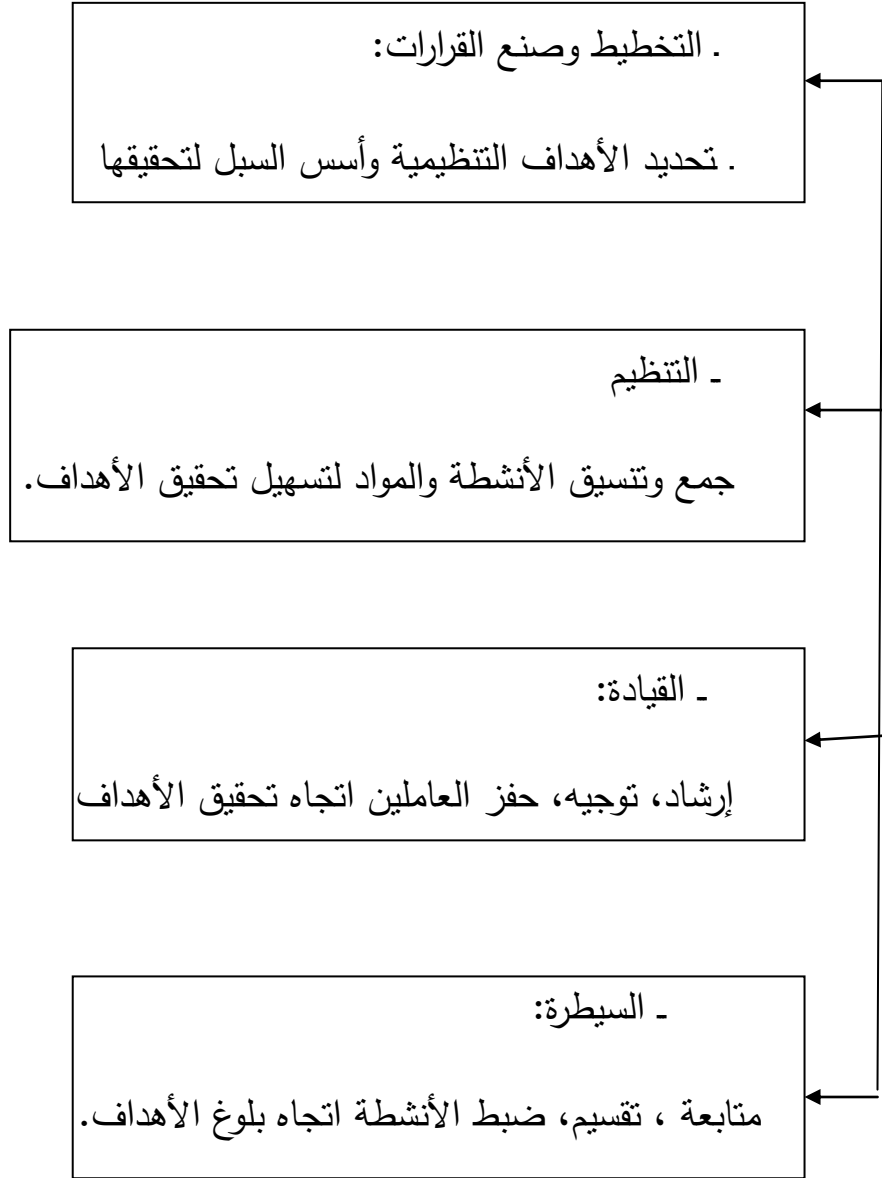 . التخطيط وصنع القرارات:
. تحديد الأهداف التنظيمية وأسس السبل لتحقيقها
ـ التنظيم
جمع وتنسيق الأنشطة والمواد لتسهيل تحقيق الأهداف.
ـ القيادة:
إرشاد، توجيه، حفز العاملين اتجاه تحقيق الأهداف
ـ السيطرة:
متابعة ، تقسيم، ضبط الأنشطة اتجاه بلوغ الأهداف.